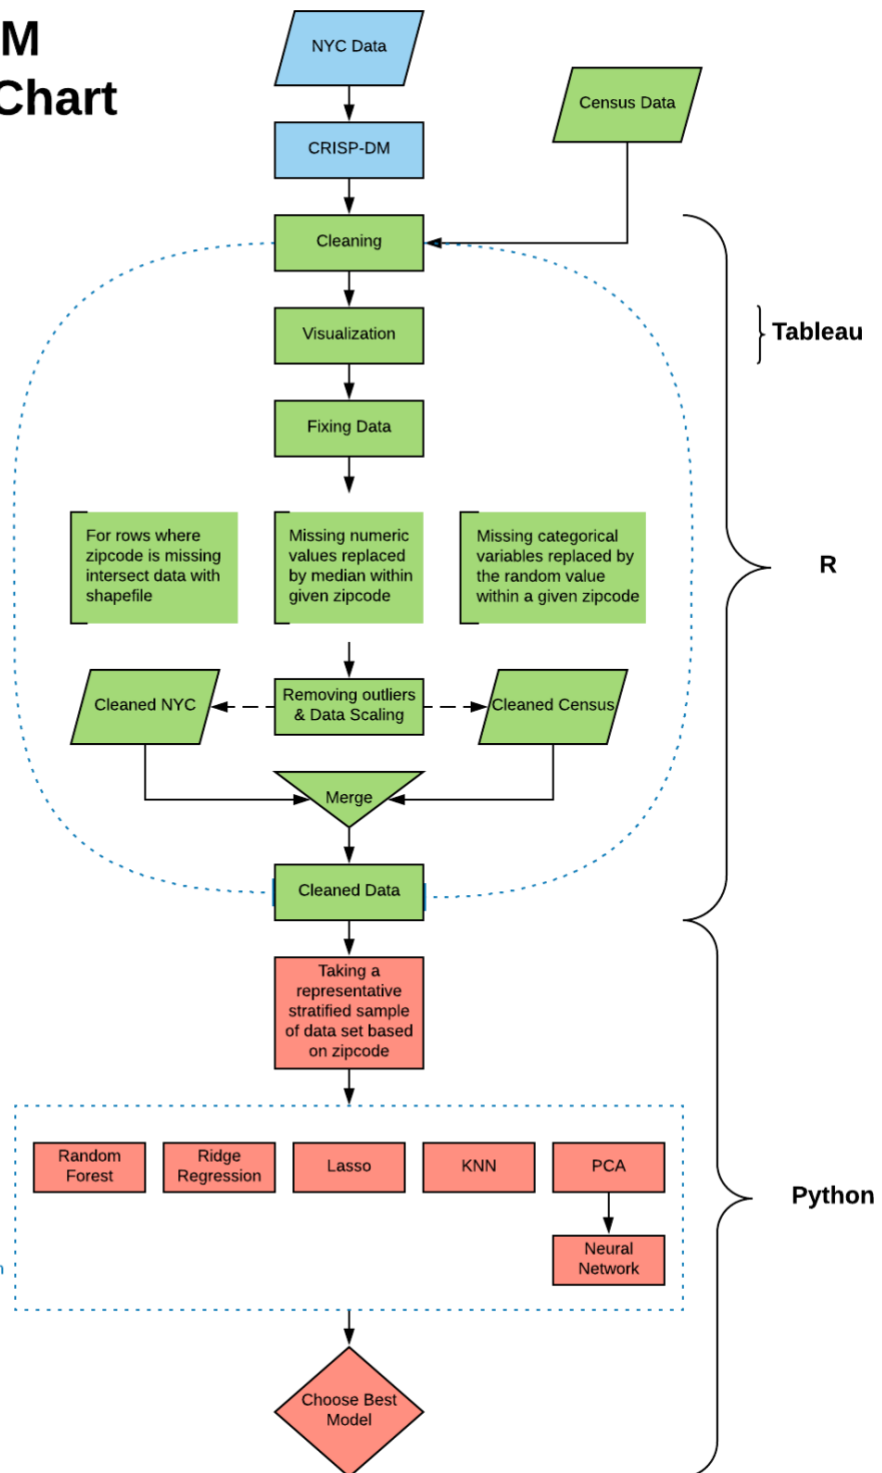 M
Chart
NYC Data
Census Data
CRISP-DM
Cleaning
Visualization
Tableau
Fixing Data
For rows where
zipcode is missing
intersect data with
shapefile
Missing numeric
values replaced
by median within
given zipcode
Missing categorical
variables replaced by
the random value
within a given zipcode
R
Cleaned NYC
Removing outliers
& Data Scaling
Cleaned Census
Merge
Cleaned Data
Taking a
representative
stratified sample
of data set based
on zipcode
Random
Forest
Ridge
Regression
Lasso
KNN
PCA
Python
Neural
Network
Choose Best
Model